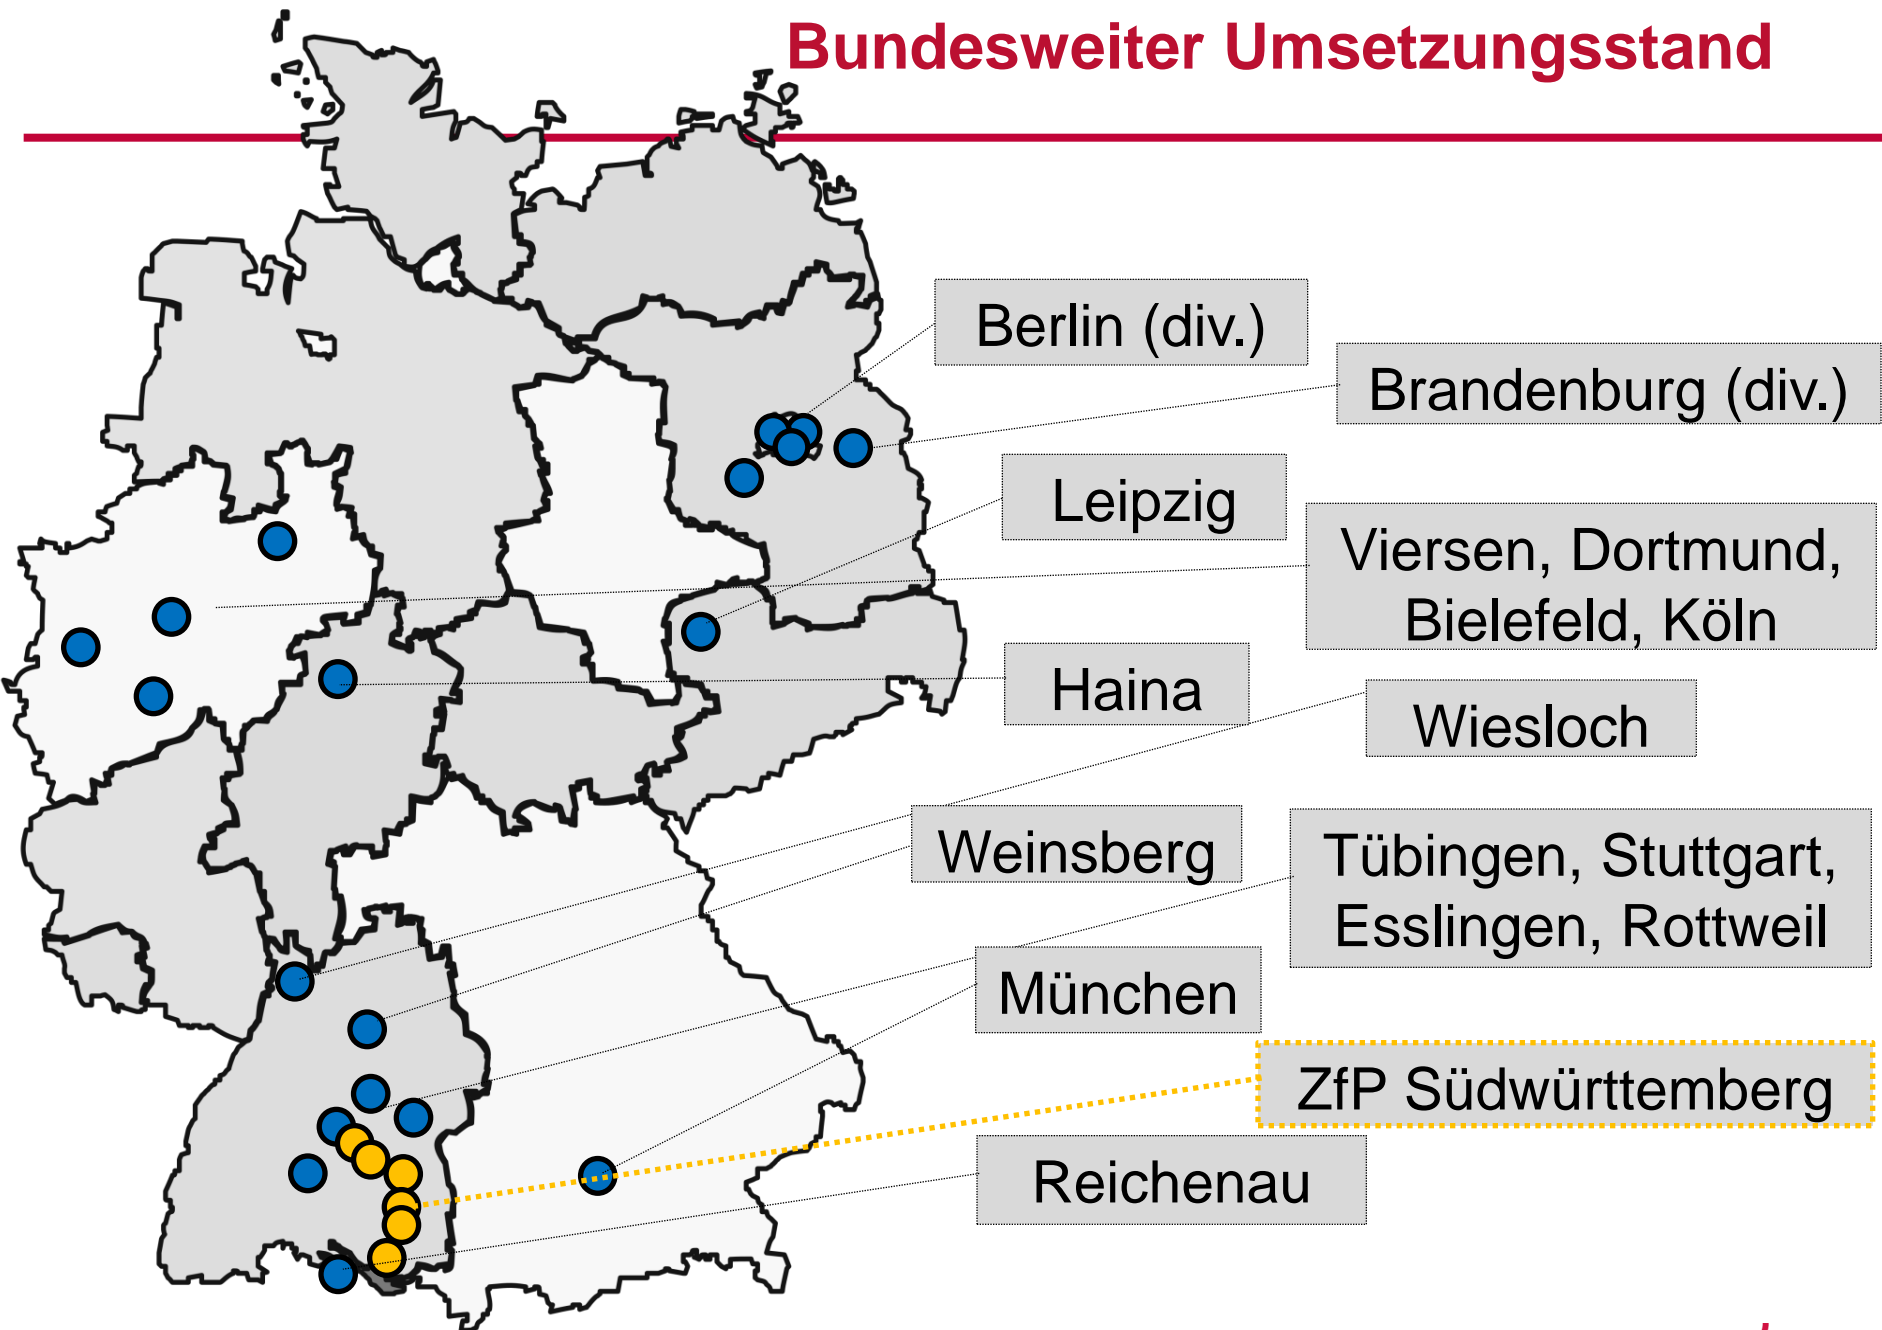 Bundesweiter Umsetzungsstand
Berlin (div.)
Brandenburg (div.)
Leipzig
Viersen, Dortmund,
Bielefeld, Köln
Haina
Wiesloch
Weinsberg
Tübingen, Stuttgart,
Esslingen, Rottweil
München
ZfP Südwürttemberg
Reichenau